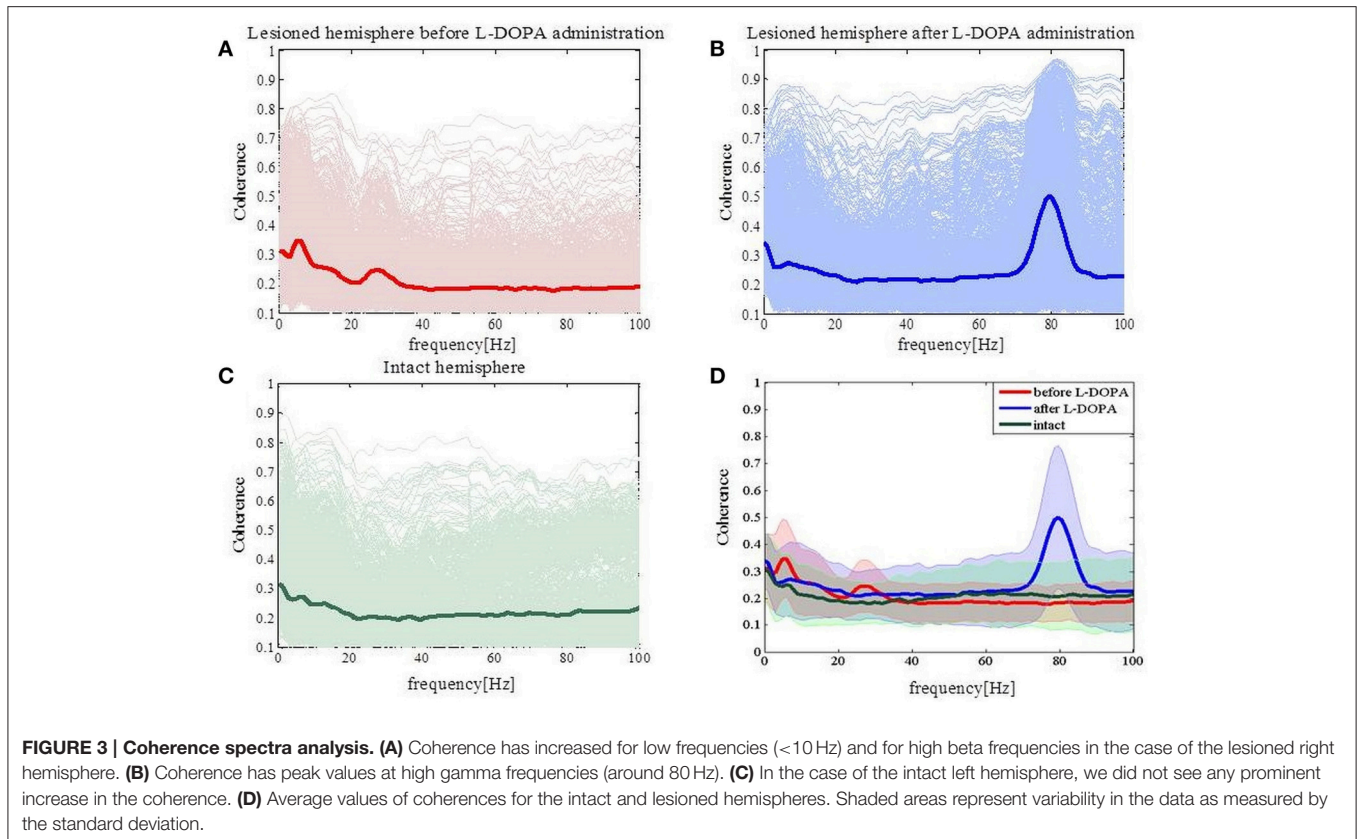 Lesioned hemisphere before L-DOPA administration
A
1
0.9
0.8
0.7
0.6
0.5
0.4
0.3
0.2
0.1
Coherence
0 20 40 60 80 100
frequency[Hz]
Lesioned hemisphere after L-DOPA administration
B
1
0.9
0.8
0.7
0.6
0.5
0.4
0.3
0.2
0.1
Coherence
0 20 40 60 80 100
frequency[Hz]
Intact hemisphere
C
1
0.9
0.8
0.7
0.6
0.5
0.4
0.3
0.2
0.1
Coherence
0 20 40 60 80 100
frequency[Hz]
D
1
0.9
0.8
0.7
0.6
0.5
0.4
0.3
0.2
0.1
0
Coherence
before L-DOPA
after L-DOPA
intact
0 20 40 60 80 100
frequency[Hz]
FIGURE 3 | Coherence spectra analysis. (A) Coherence has increased for low frequencies (<10 Hz) and for high beta frequencies in the case of the lesioned right
hemisphere. (B) Coherence has peak values at high gamma frequencies (around 80 Hz). (C) In the case of the intact left hemisphere, we did not see any prominent
increase in the coherence. (D) Average values of coherences for the intact and lesioned hemispheres. Shaded areas represent variability in the data as measured by
the standard deviation.